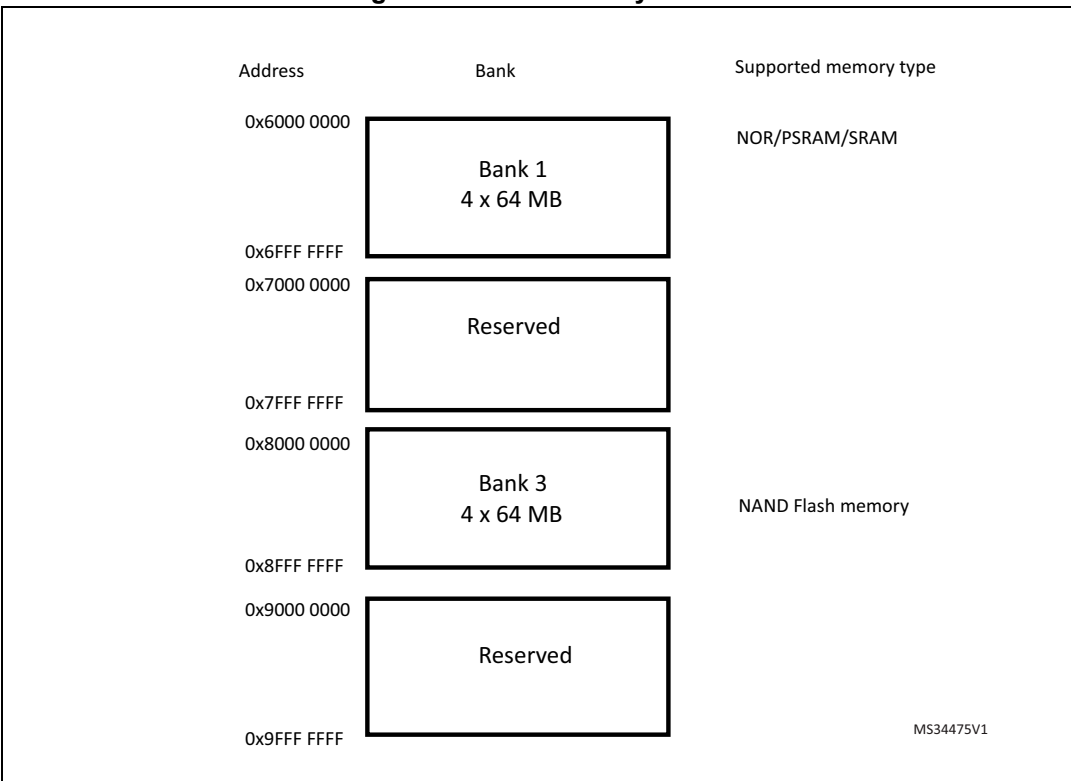 Address Bank Supported memory type
0x6000 0000
NOR/PSRAM/SRAM
Bank 1
4 x 64 MB
0x6FFF FFFF
0x7000 0000
Reserved
0x7FFF FFFF
0x8000 0000
Bank 3
4 x 64 MB
NAND Flash memory
0x8FFF FFFF
0x9000 0000
Reserved
0x9FFF FFFF
MS34475V1